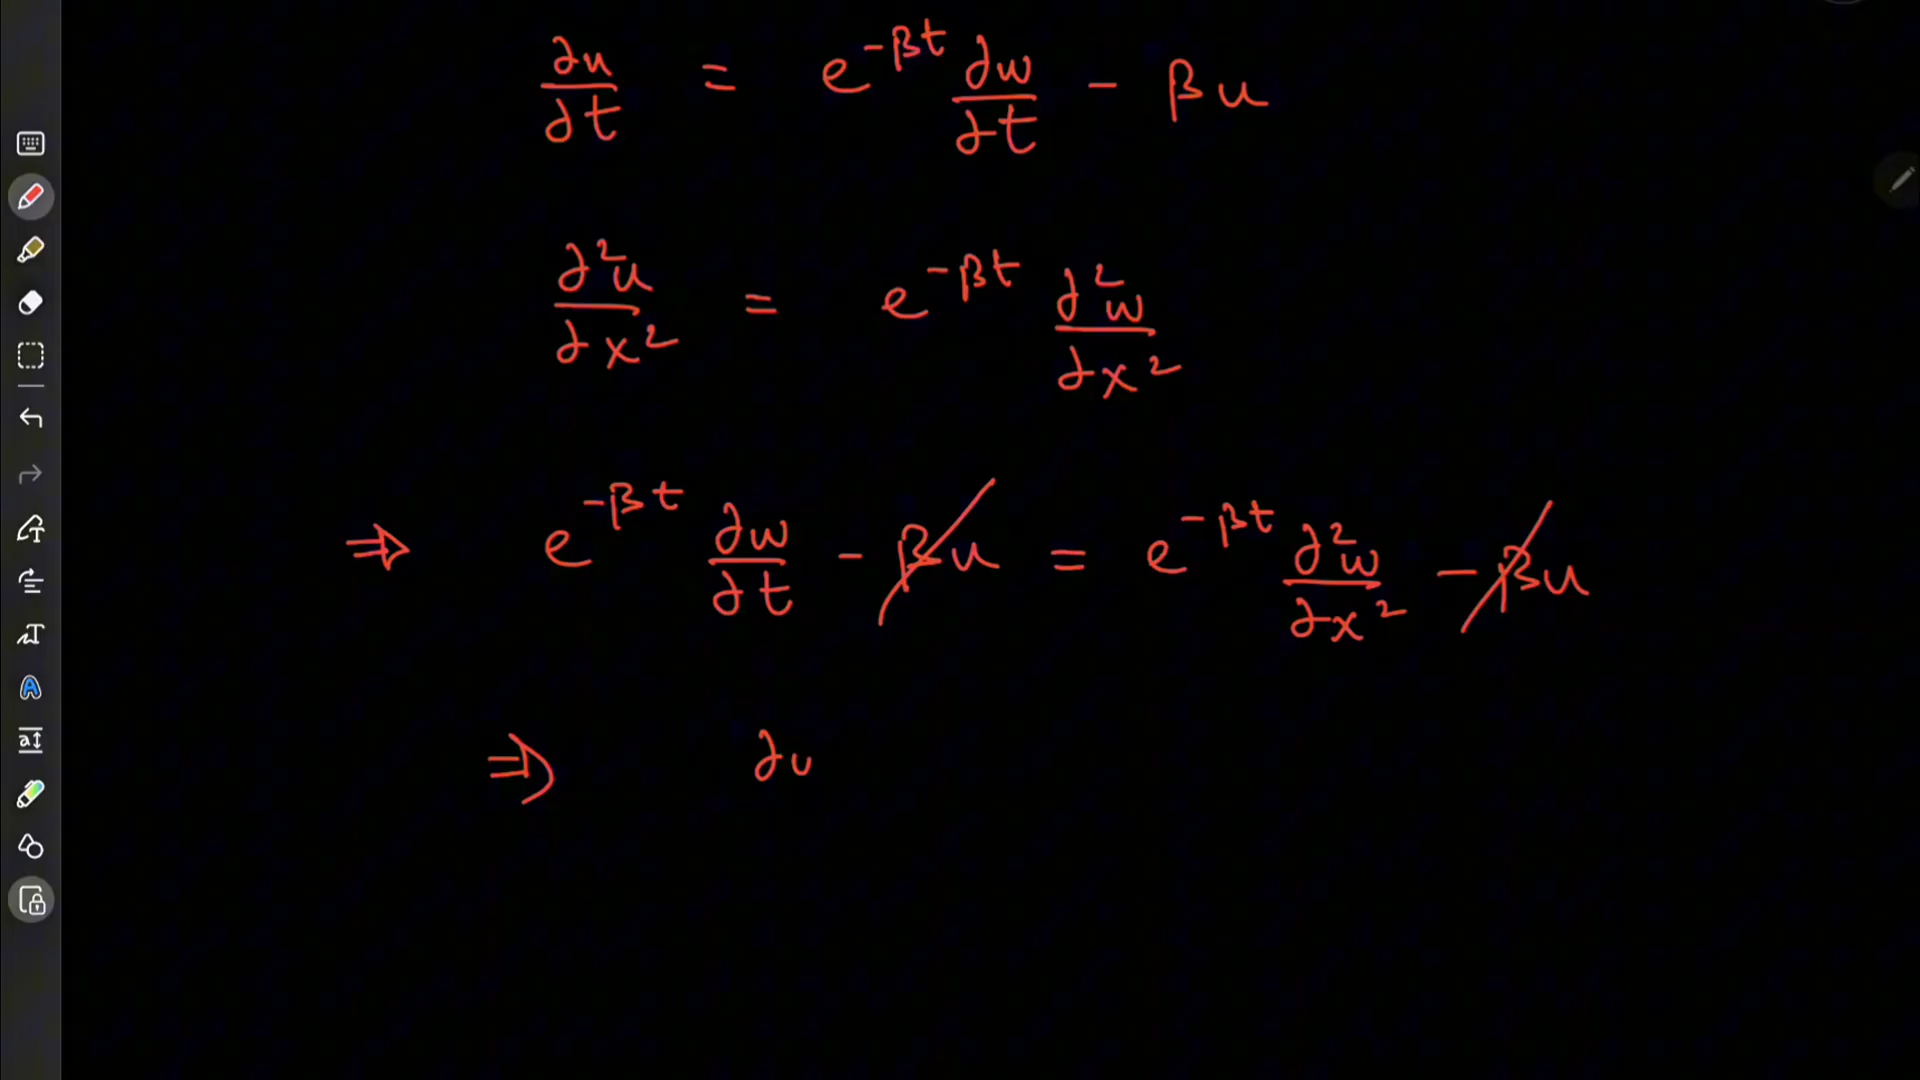 ∂u/∂t = e^{-βt} ∂w/∂t - βu
∂²u/∂x² = e^{-βt} ∂²w/∂x²
⇒ e^{-βt} ∂w/∂t - βu = e^{-βt} ∂²w/∂x² - βu
⇒ ∂u